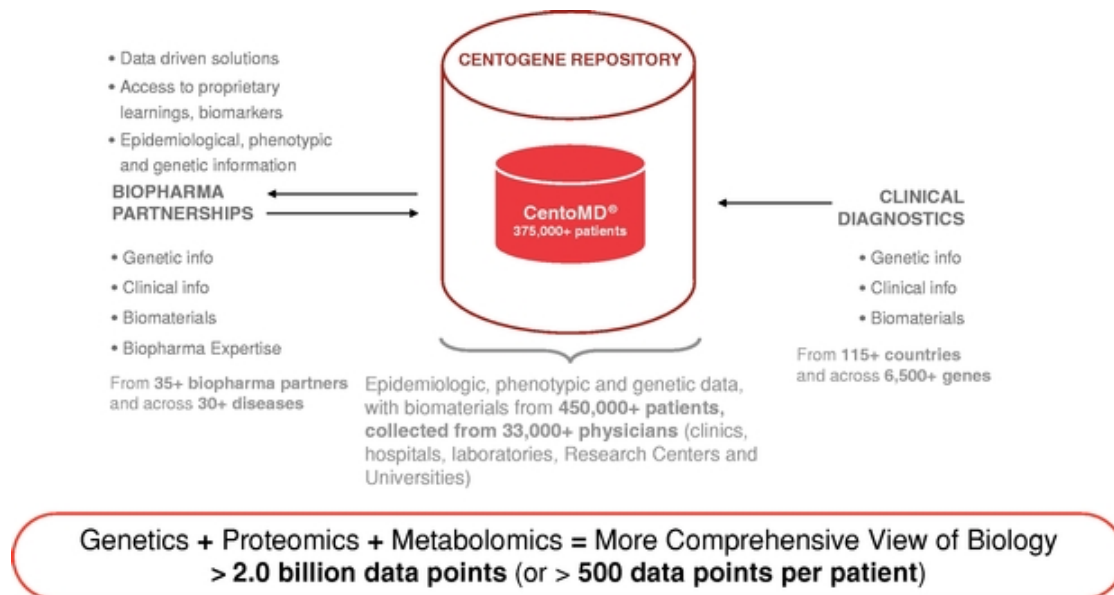 • Data driven solutions
• Access to proprietary
learnings, biomarkers
• Epidemiological, phenotypic
and genetic information
BIOPHARMA
PARTNERSHIPS
• Genetic info
• Clinical info
• Biomaterials
• Biopharma Expertise
From 35+ biopharma partners
and across 30+ diseases
CENTOGENE REPOSITORY
CentoMD®
375,000+ patients
Epidemiologic, phenotypic and genetic data,
with biomaterials from 450,000+ patients,
collected from 33,000+ physicians (clinics,
hospitals, laboratories, Research Centers and
Universities)
CLINICAL
DIAGNOSTICS
• Genetic info
• Clinical info
• Biomaterials
From 115+ countries
and across 6,500+ genes
Genetics + Proteomics + Metabolomics = More Comprehensive View of Biology
> 2.0 billion data points (or > 500 data points per patient)